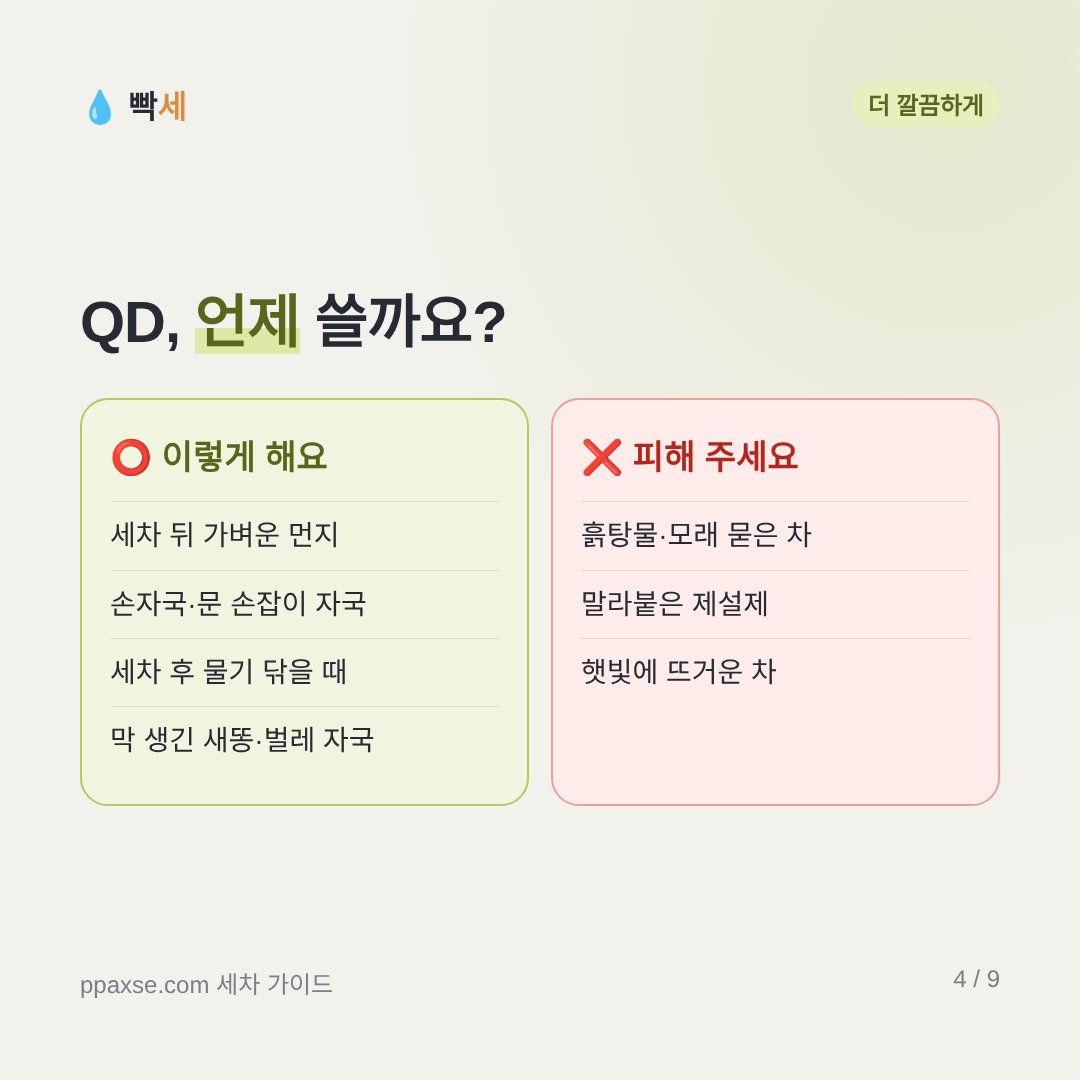 빡세
더 깔끔하게
QD, 언제 쓸까요?
⭕ 이렇게 해요
세차 뒤 가벼운 먼지
손자국·문 손잡이 자국
세차 후 물기 닦을 때
막 생긴 새똥·벌레 자국
❌ 피해 주세요
흙탕물·모래 묻은 차
말라붙은 제설제
햇빛에 뜨거운 차
ppaxse.com 세차 가이드
4 / 9